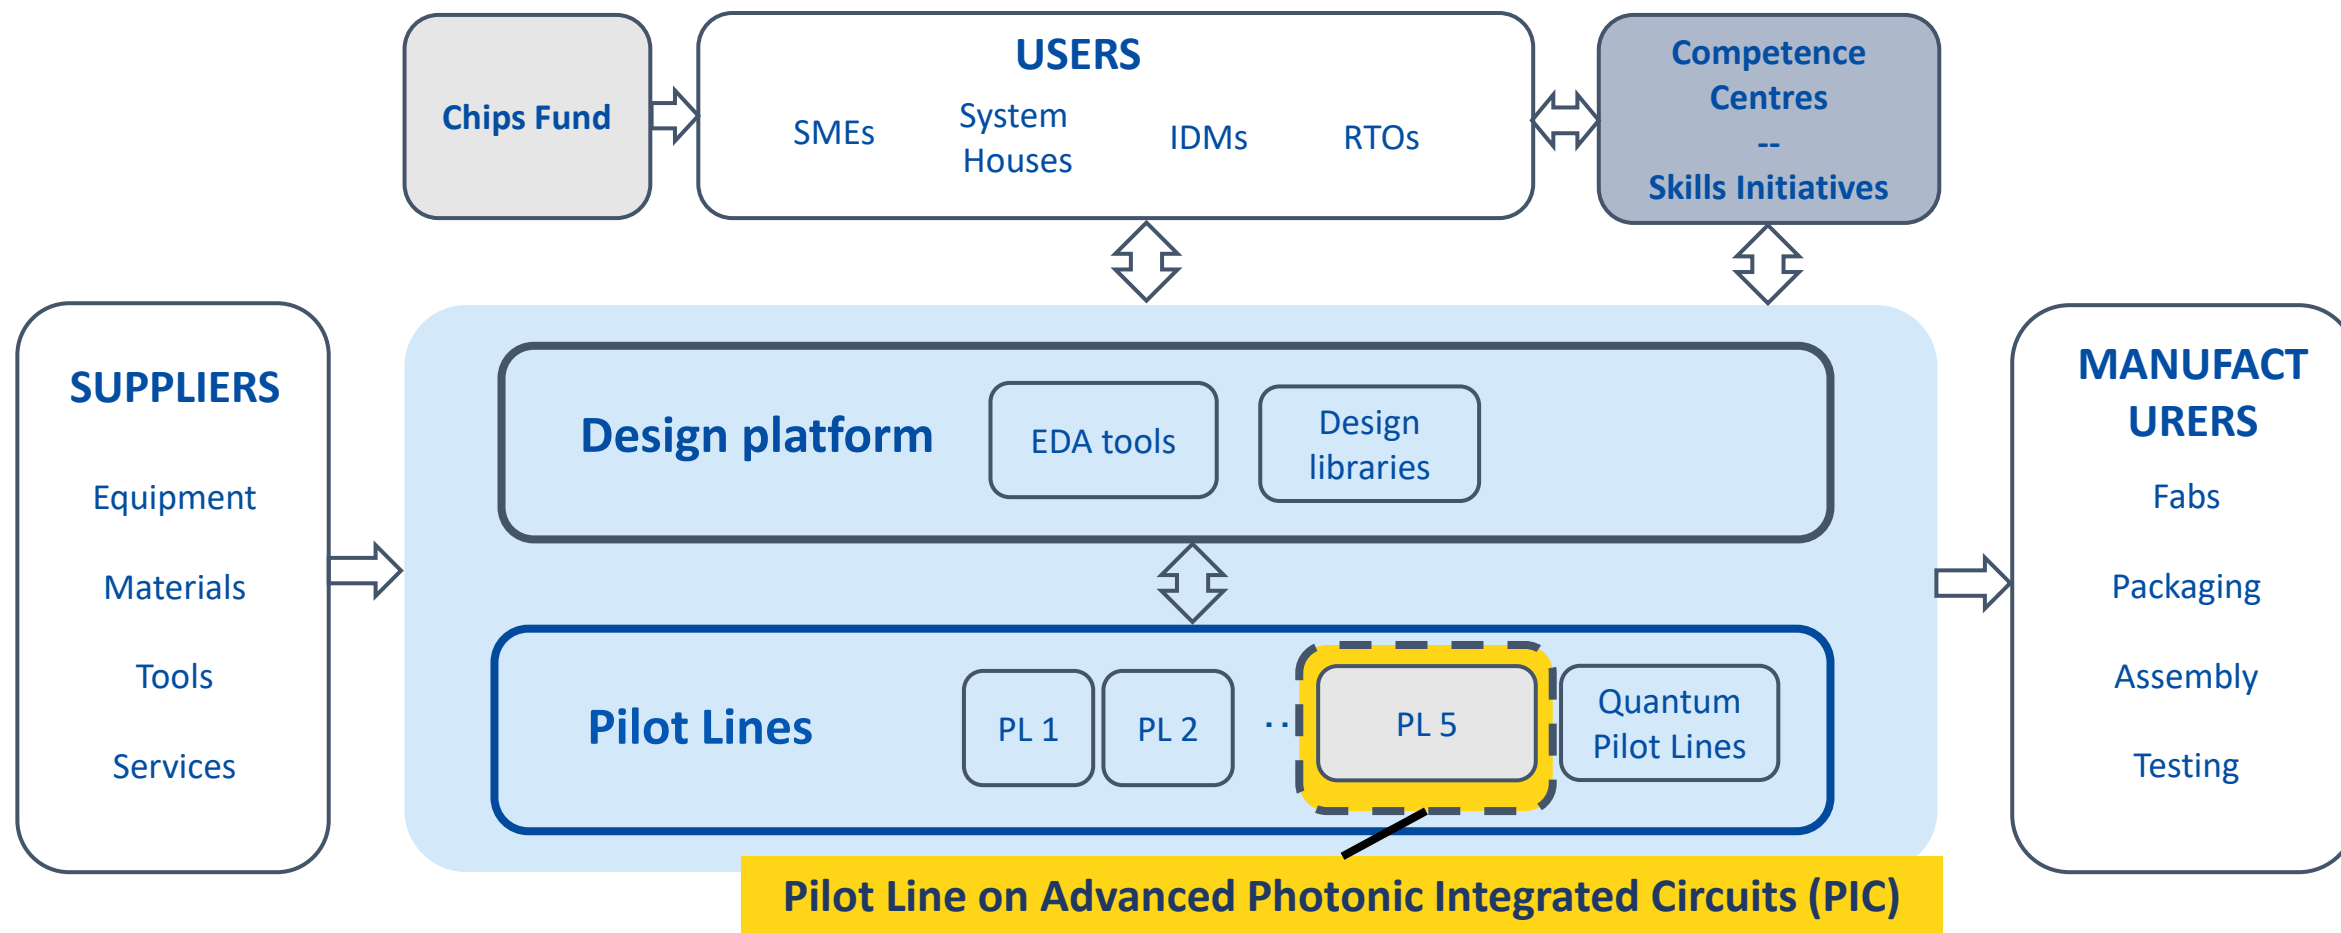 Chips Fund
USERS
SMEs
System
Houses
IDMs
RTOs
Competence
Centres
--
Skills Initiatives
SUPPLIERS
Equipment
Materials
Tools
Services
Design platform
EDA tools
Design
libraries
Pilot Lines
PL 1
PL 2
..
PL 5
Quantum
Pilot Lines
MANUFACT
URERS
Fabs
Packaging
Assembly
Testing
Pilot Line on Advanced Photonic Integrated Circuits (PIC)